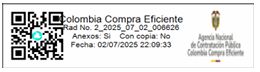 Colombia Compra Eficiente
Rad No. 2_2025_07_02_006626
Anexos: Si Con copia: No
Fecha: 02/07/2025 22:09:33
Agencia Nacional
de Contratación Pública
Colombia Compra Eficiente